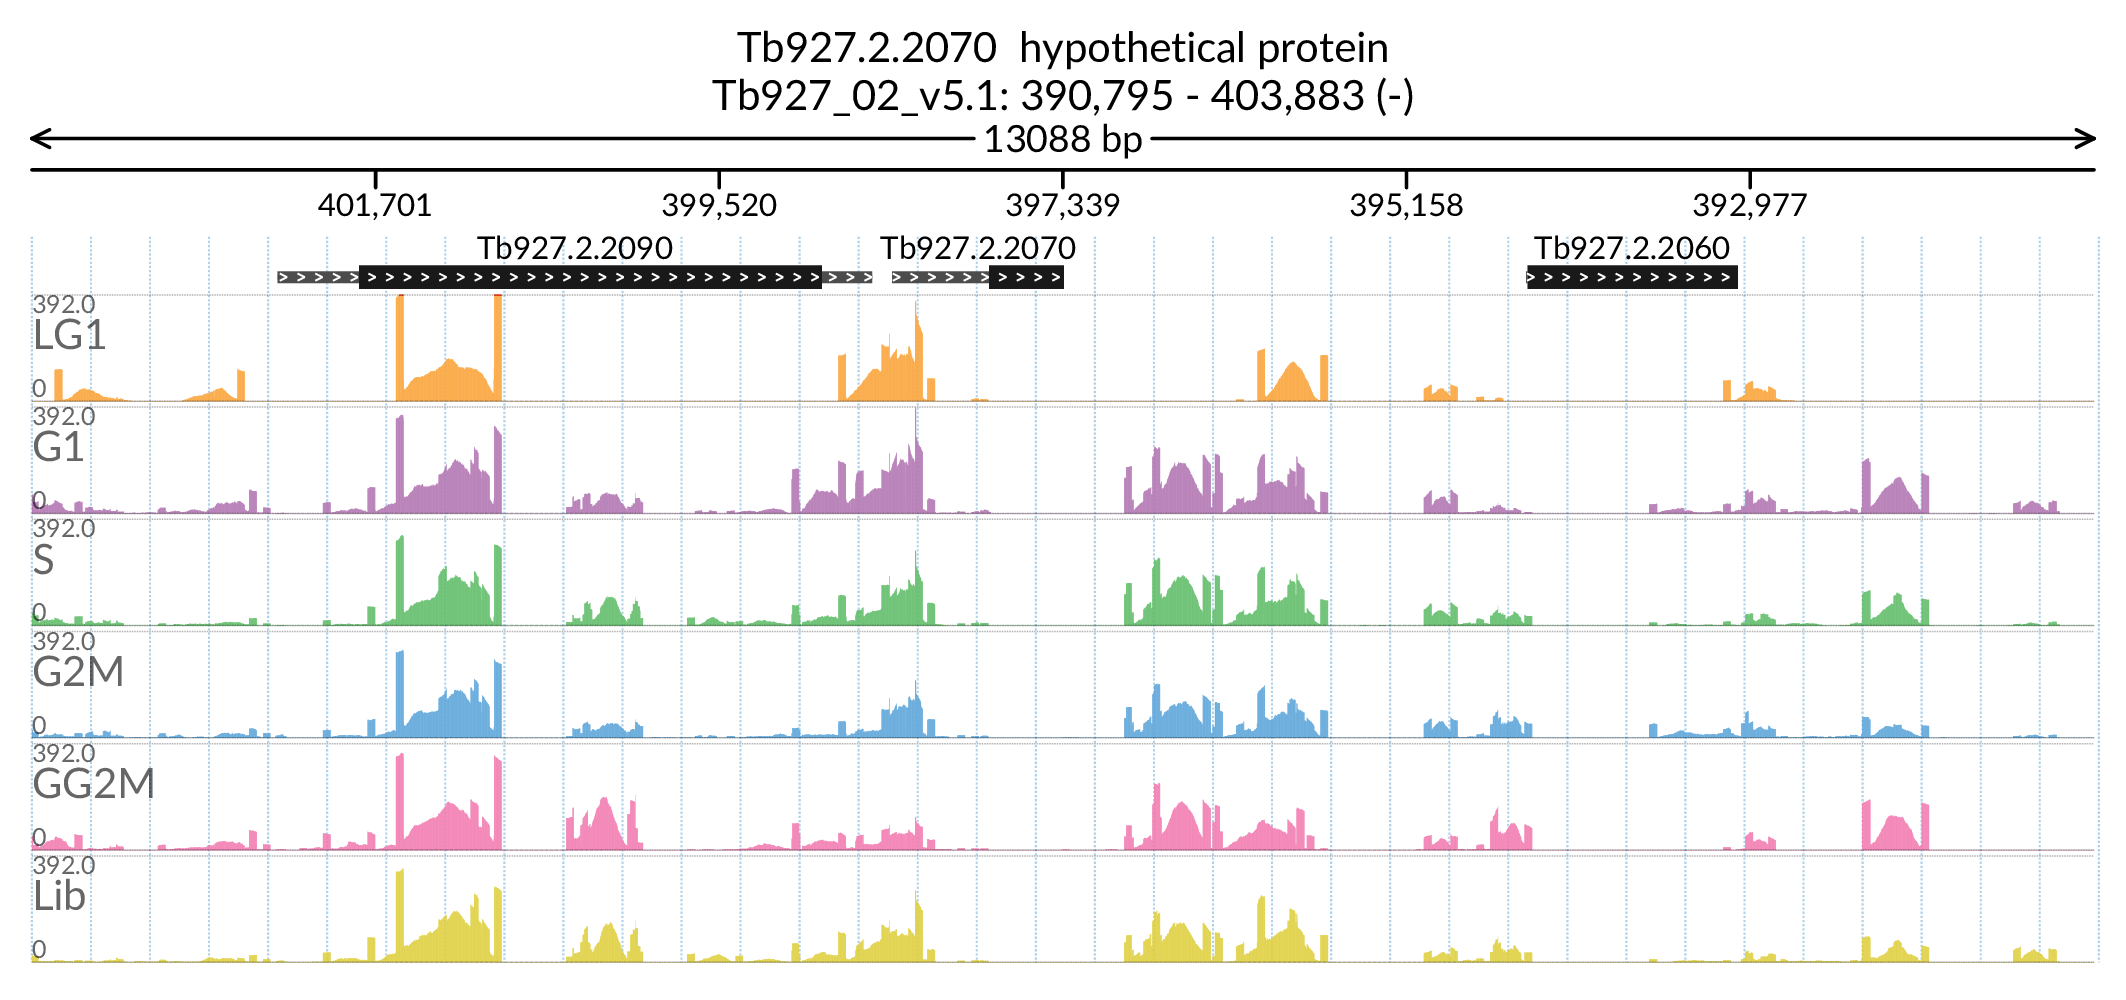 Tb927.2.2070 hypothetical protein
Tb927_02_v5.1: 390,795 - 403,883 (-)
13088 bp
401,701 399,520 397,339 395,158 392,977
Tb927.2.2090 Tb927.2.2070 Tb927.2.2060
392.0
LG1
0
392.0
G1
0
392.0
S
0
392.0
G2M
0
392.0
GG2M
0
392.0
Lib
0